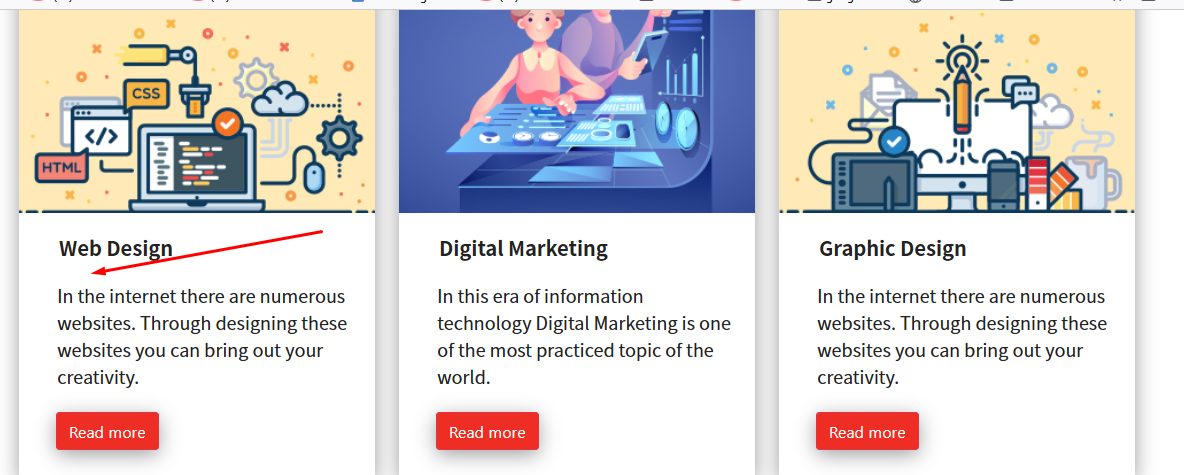 CSS
</>
HTML
Web Design
In the internet there are numerous
websites. Through designing these
websites you can bring out your
creativity.
Read more
Digital Marketing
In this era of information
technology Digital Marketing is one
of the most practiced topic of the
world.
Read more
Graphic Design
In the internet there are numerous
websites. Through designing these
websites you can bring out your
creativity.
Read more